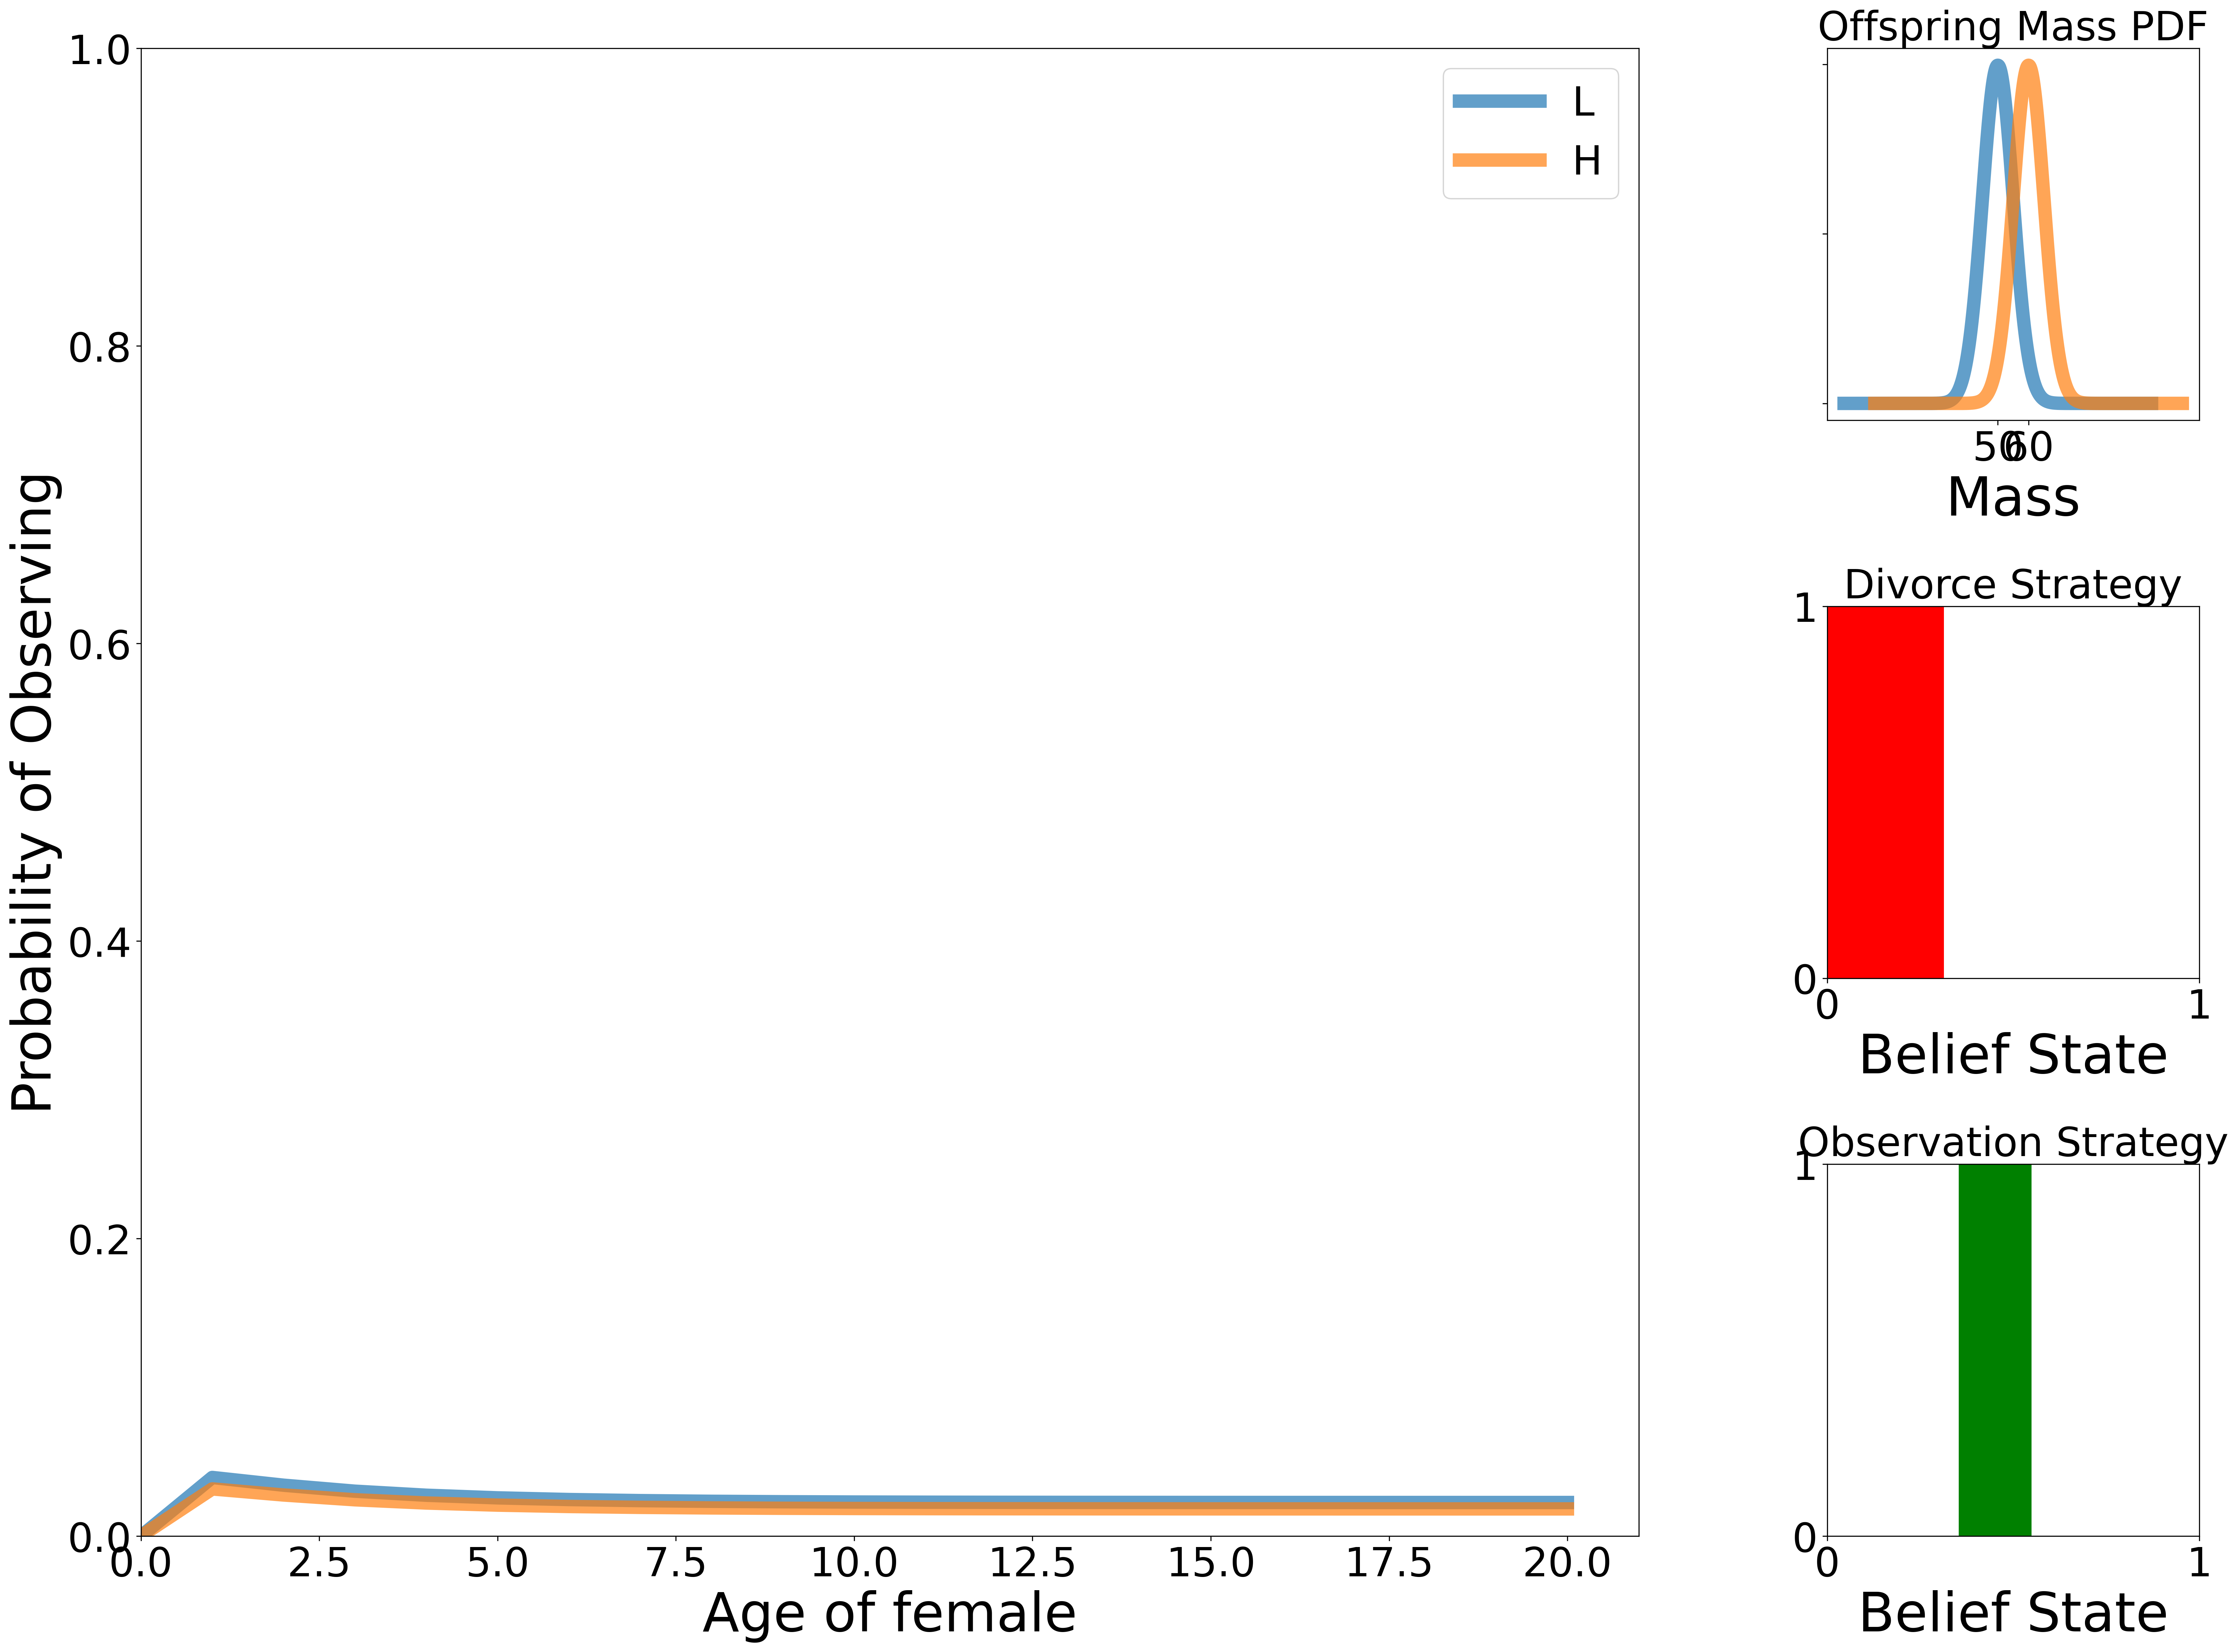 Probability of Observing
1.0
0.8
0.6
0.4
0.2
0.0
0.0 2.5 5.0 7.5 10.0 12.5 15.0 17.5 20.0
Age of female
L
H
Offspring Mass PDF
50 60
Mass
Divorce Strategy
1
0
0 1
Belief State
Observation Strategy
1
0
0 1
Belief State